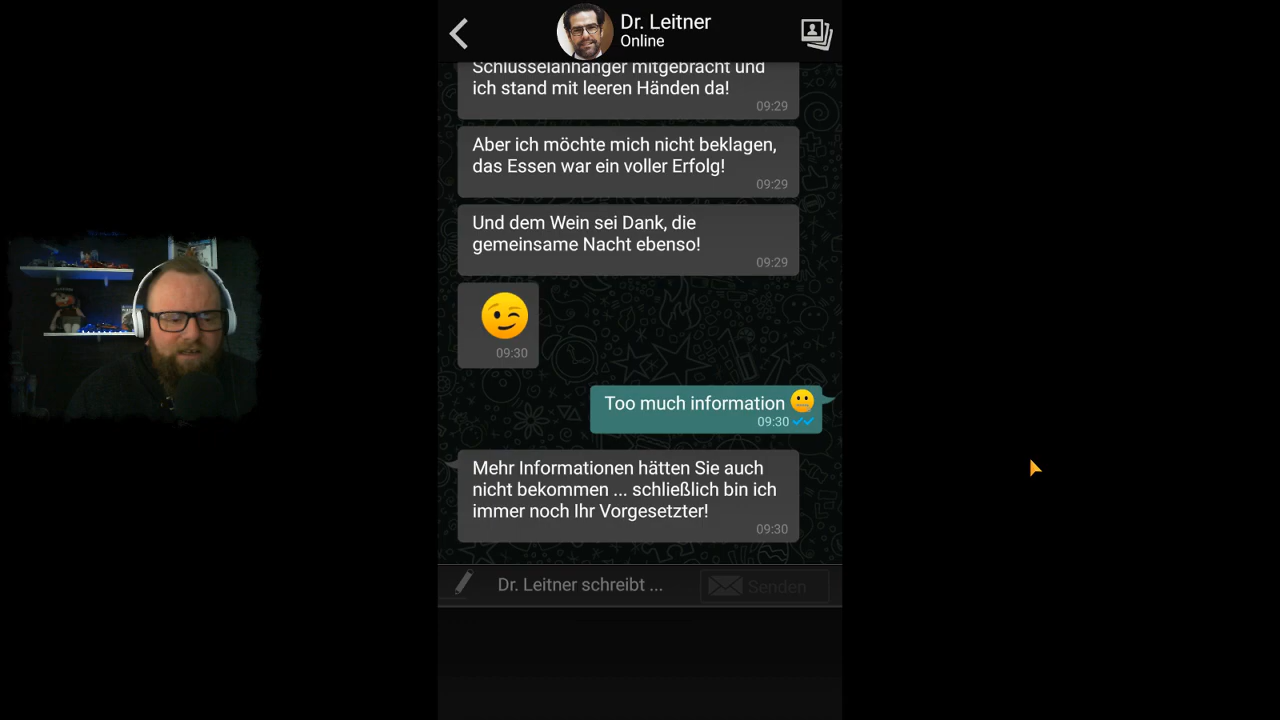 Dr. Leitner
Online
Schlüsselanhänger mitgebracht und
ich stand mit leeren Händen da!
09:29
Aber ich möchte mich nicht beklagen,
das Essen war ein voller Erfolg!
09:29
Und dem Wein sei Dank, die
gemeinsame Nacht ebenso!
09:29
09:30
Too much information
09:30
Mehr Informationen hätten Sie auch
nicht bekommen ... schließlich bin ich
immer noch Ihr Vorgesetzter!
09:30
Dr. Leitner schreibt ... Senden